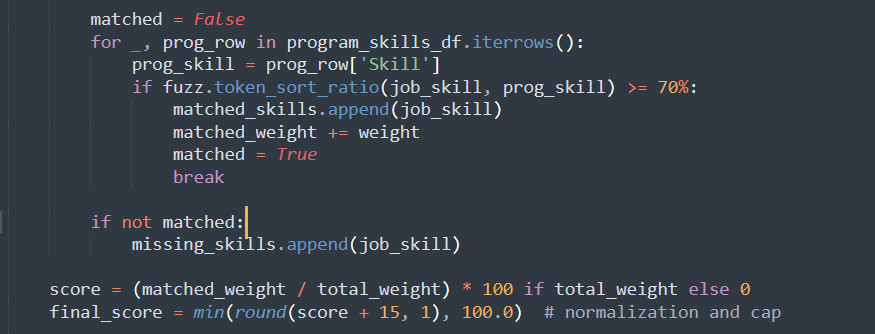 matched = False
for _, prog_row in program_skills_df.iterrows():
prog_skill = prog_row['Skill']
if fuzz.token_sort_ratio(job_skill, prog_skill) >= 70%:
matched_skills.append(job_skill)
matched_weight += weight
matched = True
break
if not matched:
missing_skills.append(job_skill)
score = (matched_weight / total_weight) * 100 if total_weight else 0
final_score = min(round(score + 15, 1), 100.0)  # normalization and cap